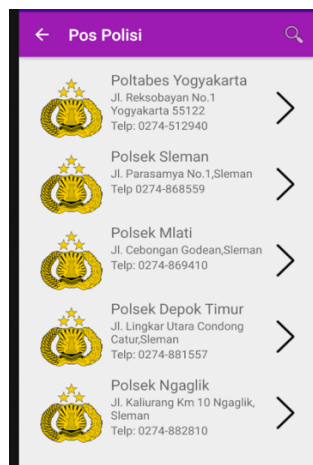 Pos Polisi
Poltabes Yogyakarta
Jl. Reksobayan No.1
Yogyakarta 55122
Telp: 0274-512940
Polsek Sleman
Jl. Parasamya No.1,Sleman
Telp 0274-868559
Polsek Mlati
Jl. Cebongan Godean,Sleman
Telp: 0274-869410
Polsek Depok Timur
Jl. Lingkar Utara Condong
Catur,Sleman
Telp: 0274-881557
Polsek Ngaglik
Jl. Kaliurang Km 10 Ngaglik,
Sleman
Telp: 0274-882810